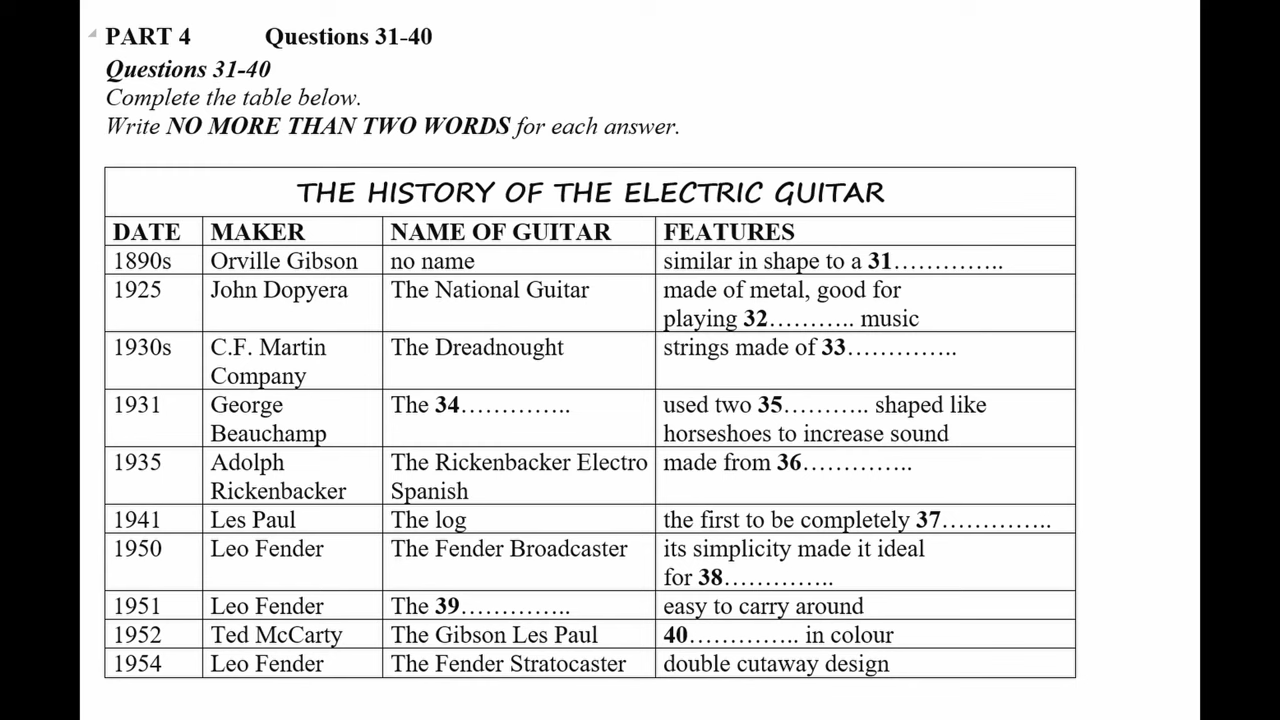 PART 4 Questions 31-40
Questions 31-40
Complete the table below.
Write NO MORE THAN TWO WORDS for each answer.
THE HISTORY OF THE ELECTRIC GUITAR
DATE MAKER NAME OF GUITAR FEATURES
1890s Orville Gibson no name similar in shape to a 31…………..
1925 John Dopyera The National Guitar made of metal, good for
playing 32……….. music
1930s C.F. Martin The Dreadnought strings made of 33…………..
Company
1931 George The 34………….. used two 35……….. shaped like
Beauchamp horseshoes to increase sound
1935 Adolph The Rickenbacker Electro made from 36…………..
Rickenbacker Spanish
1941 Les Paul The log the first to be completely 37…………..
1950 Leo Fender The Fender Broadcaster its simplicity made it ideal
for 38…………..
1951 Leo Fender The 39………….. easy to carry around
1952 Ted McCarty The Gibson Les Paul 40………….. in colour
1954 Leo Fender The Fender Stratocaster double cutaway design